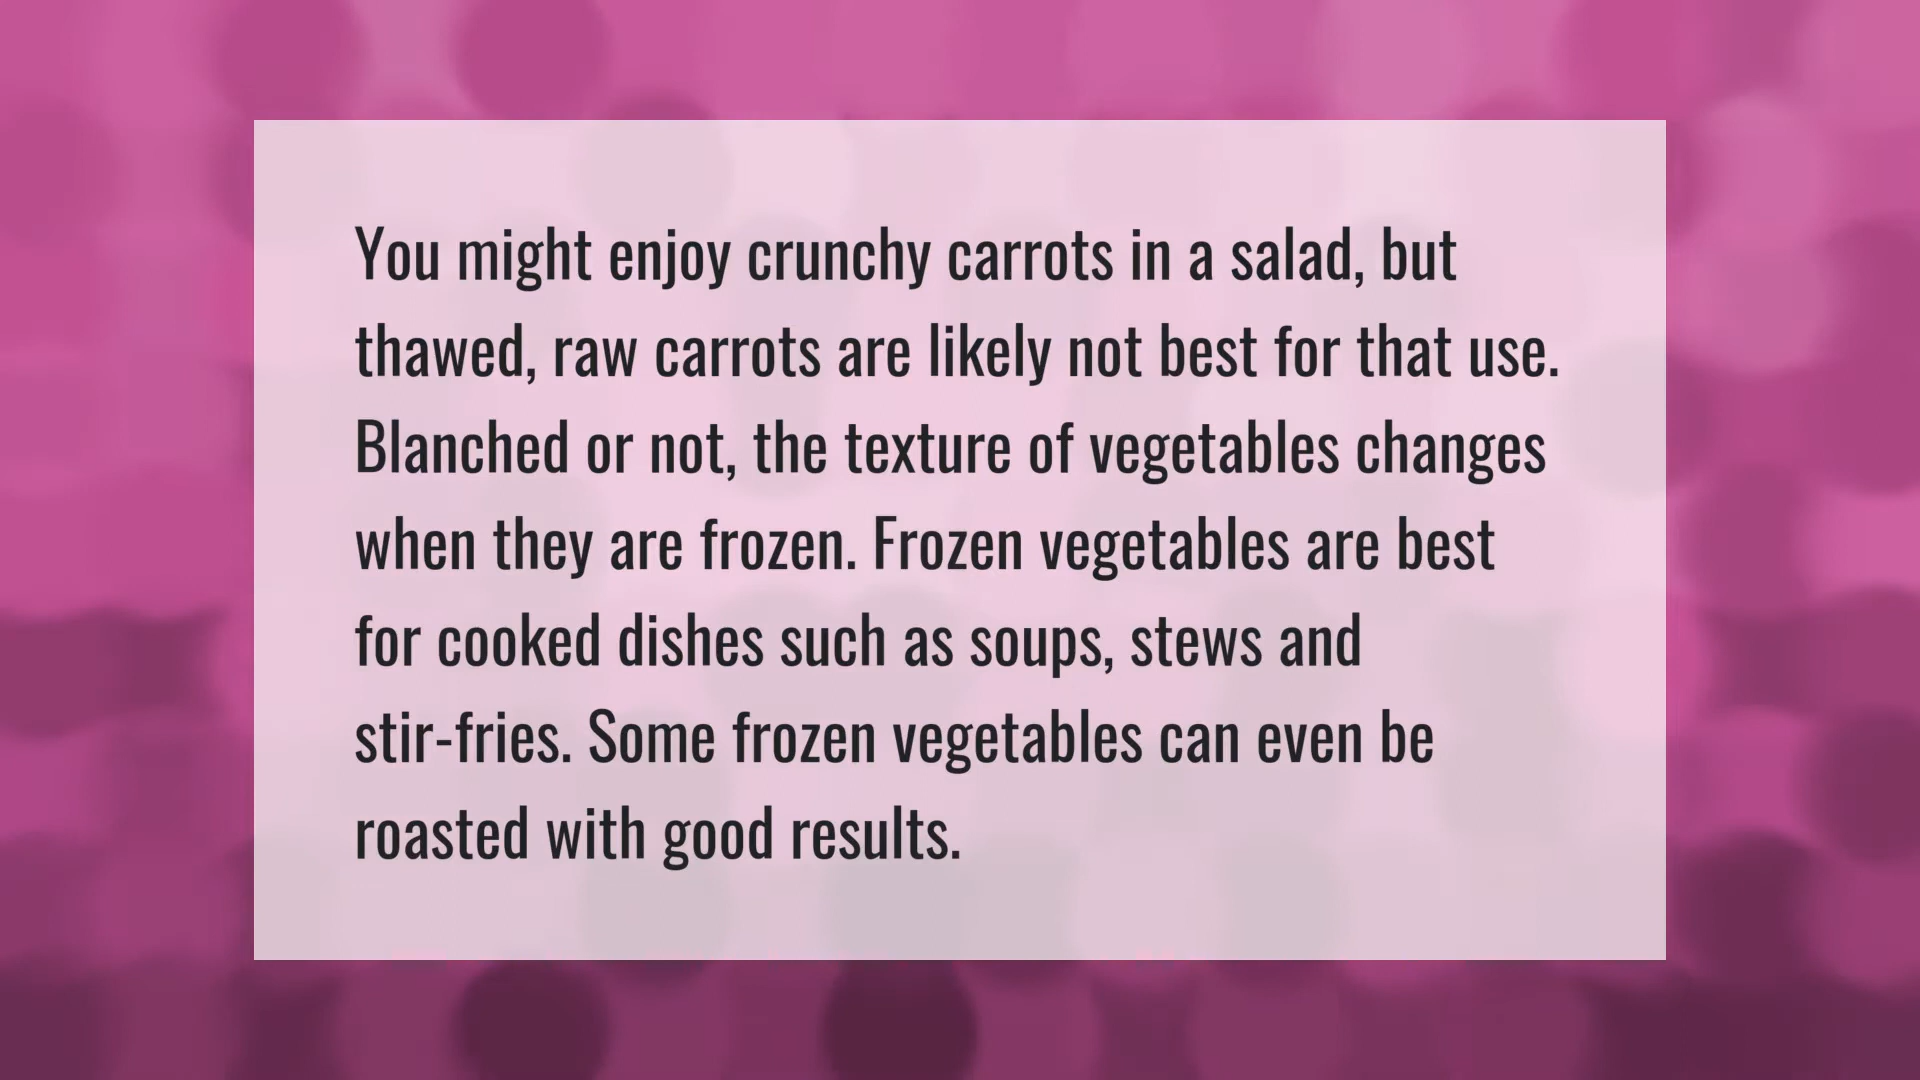 You might enjoy crunchy carrots in a salad, but
thawed, raw carrots are likely not best for that use.
Blanched or not, the texture of vegetables changes
when they are frozen. Frozen vegetables are best
for cooked dishes such as soups, stews and
stir-fries. Some frozen vegetables can even be
roasted with good results.